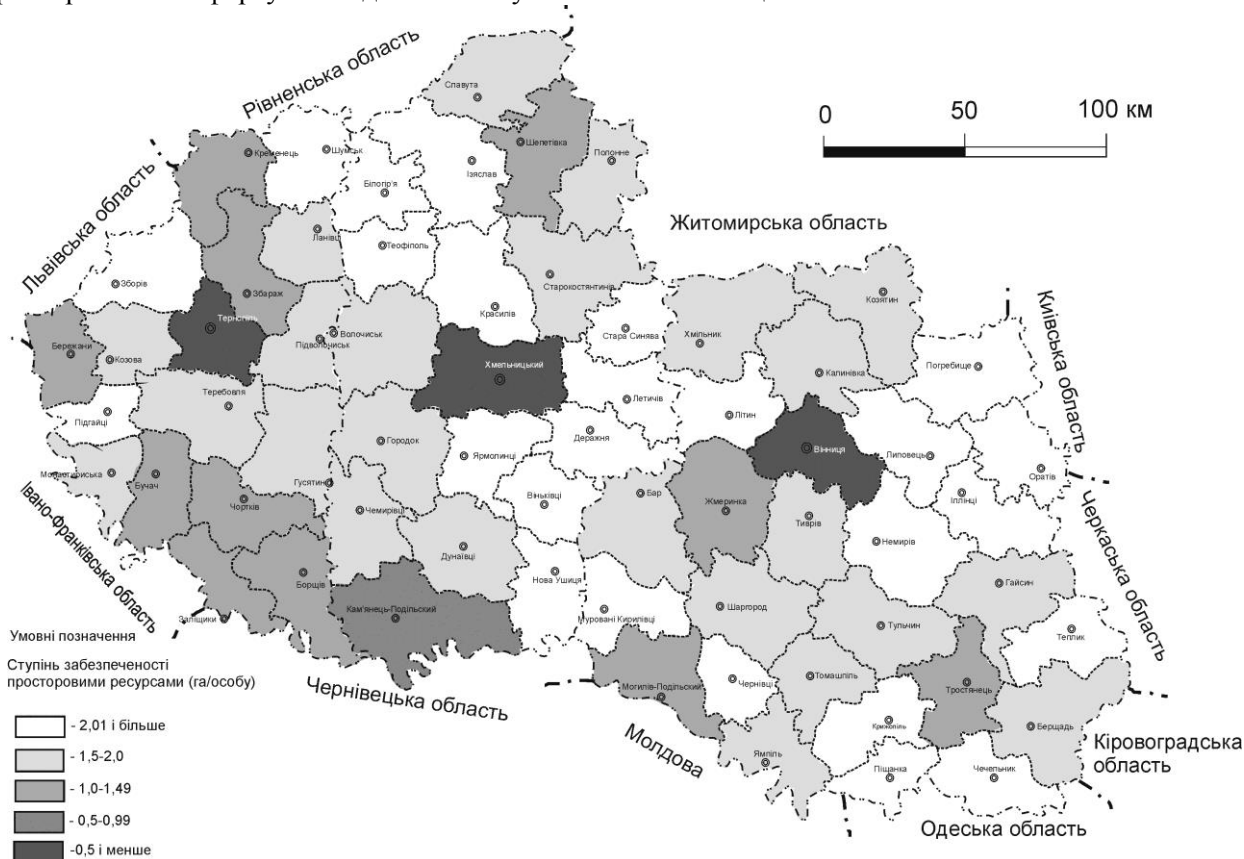 Рівненська область
0
50
100 км
Львівська область
Житомирська область
Київська область
Славута
Шепетівка
Полонне
Кременець
Шумськ
Ізяслав
Білогір'я
Ланівці
Теофіполь
Зборів
Збараж
Старокостянтинів
Козятин
Красилів
Тернопіль
Волочиськ
Підволочиськ
Стара Синява
Хмільник
Бережани
Козова
Хмельницький
Калинівка
Погребище
Теребовля
Летичів
Літин
Підгайці
Городок
Деражня
Ярмолинці
Вінниця
Липовець
Монастириська
Бучач
Гусятин
Оратів
Чортків
Віньківці
Бар
Жмеринка
Іллінці
Чемирівці
Тиврів
Немирів
Черкаська область
Івано-франківська область
Дунаївці
Борщів
Нова Ушиця
Гайсин
Заліщики
Кам'янець-Подільский
Муровані Кирилівці
Шаргород
Тульчин
Теплик
Умовні позначення
Ступінь забезпеченості
просторовими ресурсами (га/особу)
Чернівецька область
Могилів-Подільский
Чернівці
Томашпіль
Тростянець
Крижопіль
Бершадь
Молдова
Ямпіль
Піщанка
Чечельник
Кіровоградська
область
Одеська область
- 2,01 і більше
- 1,5-2,0
- 1,0-1,49
- 0,5-0,99
-0,5 і менше